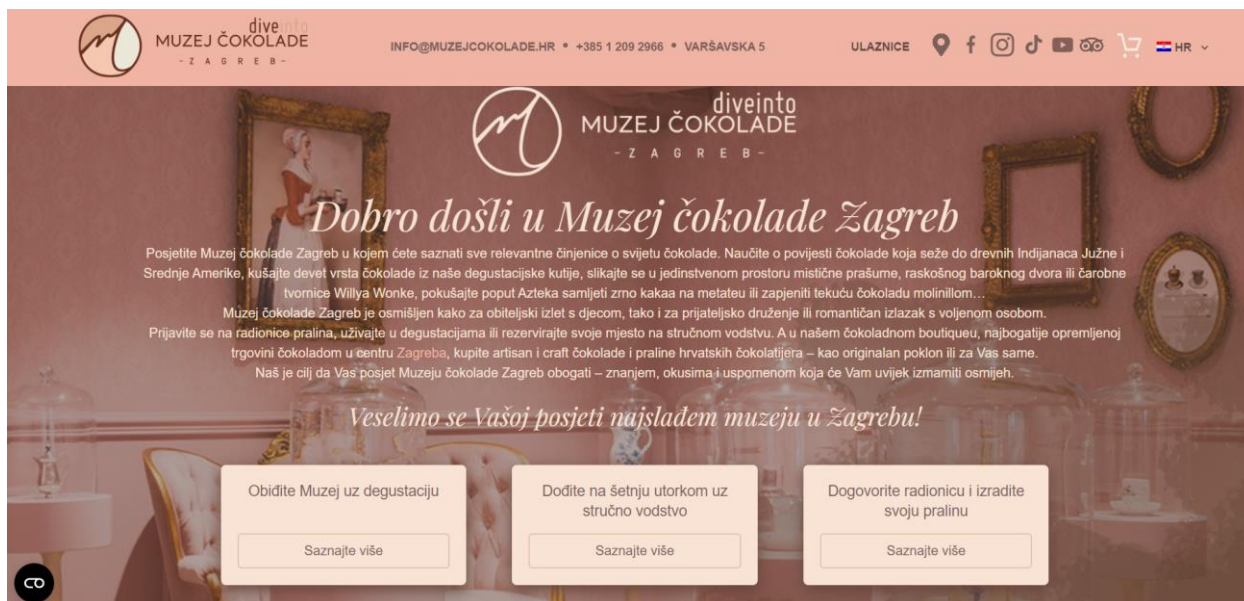 diveinto
MUZEJ ČOKOLADE
- Z A G R E B -
INFO@MUZEJCOKOLADE.HR • +385 1 209 2966 • VARŠAVSKA 5
ULAZNICE
HR
diveinto
MUZEJ ČOKOLADE
- Z A G R E B -
Dobro došli u Muzej čokolade Zagreb
Posjetite Muzej čokolade Zagreb u kojem ćete saznati sve relevantne činjenice o svijetu čokolade. Naučite o povijesti čokolade koja seže do drevnih Indijanaca Južne i
Srednje Amerike, kušajte devet vrsta čokolade iz naše degustacijske kutije, slikajte se u jedinstvenom prostoru mistične prašume, raskošnog baroknog dvora ili čarobne
tvornice Willya Wonke, pokušajte poput Azteka samljeti zrno kakaa na metateu ili zapjeniti tekuću čokoladu molinillom…
Muzej čokolade Zagreb je osmišljen kako za obiteljski izlet s djecom, tako i za prijateljsko druženje ili romantičan izlazak s voljenom osobom.
Prijavite se na radionice pralina, uživajte u degustacijama ili rezervirajte svoje mjesto na stručnom vodstvu. A u našem čokoladnom boutiqueu, najbogatije opremljenoj
trgovini čokoladom u centru Zagreba, kupite artisan i craft čokolade i praline hrvatskih čokolatijera – kao originalan poklon ili za Vas same.
Naš je cilj da Vas posjet Muzeju čokolade Zagreb obogati – znanjem, okusima i uspomenom koja će Vam uvijek izmamiti osmijeh.
Veselimo se Vašoj posjeti najslađem muzeju u Zagrebu!
Obiđite Muzej uz degustaciju
Saznajte više
Dođite na šetnju utorkom uz
stručno vodstvo
Saznajte više
Dogovorite radionicu i izradite
svoju pralinu
Saznajte više